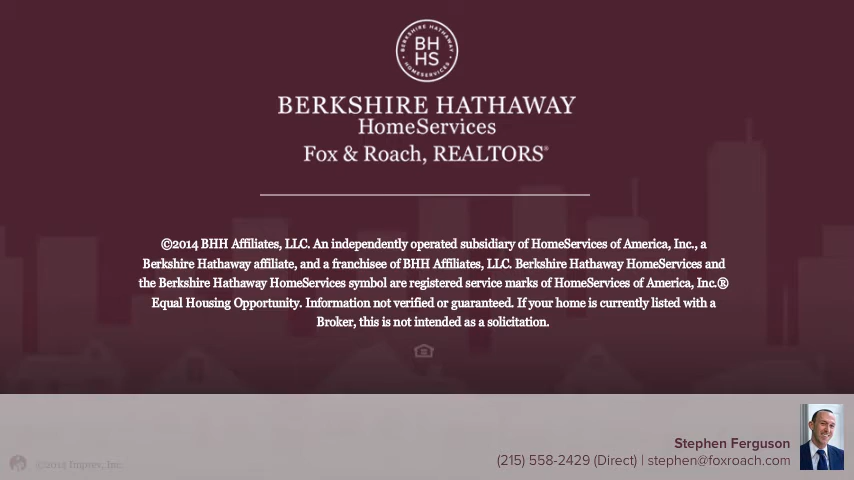 BERKSHIRE HATHAWAY
BH
HS
HOMESERVICES
BERKSHIRE HATHAWAY
HomeServices
Fox & Roach, REALTORS®
©2014 BHH Affiliates, LLC. An independently operated subsidiary of HomeServices of America, Inc., a
Berkshire Hathaway affiliate, and a franchisee of BHH Affiliates, LLC. Berkshire Hathaway HomeServices and
the Berkshire Hathaway HomeServices symbol are registered service marks of HomeServices of America, Inc.®
Equal Housing Opportunity. Information not verified or guaranteed. If your home is currently listed with a
Broker, this is not intended as a solicitation.
Stephen Ferguson
(215) 558-2429 (Direct) | stephen@foxroach.com
©2014 Imprev, Inc.